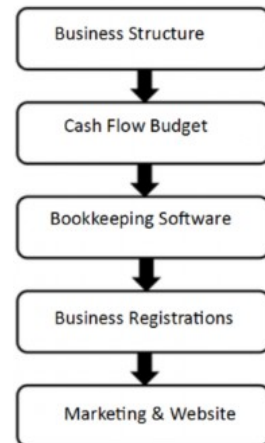 Business Structure
Cash Flow Budget
Bookkeeping Software
Business Registrations
Marketing & Website